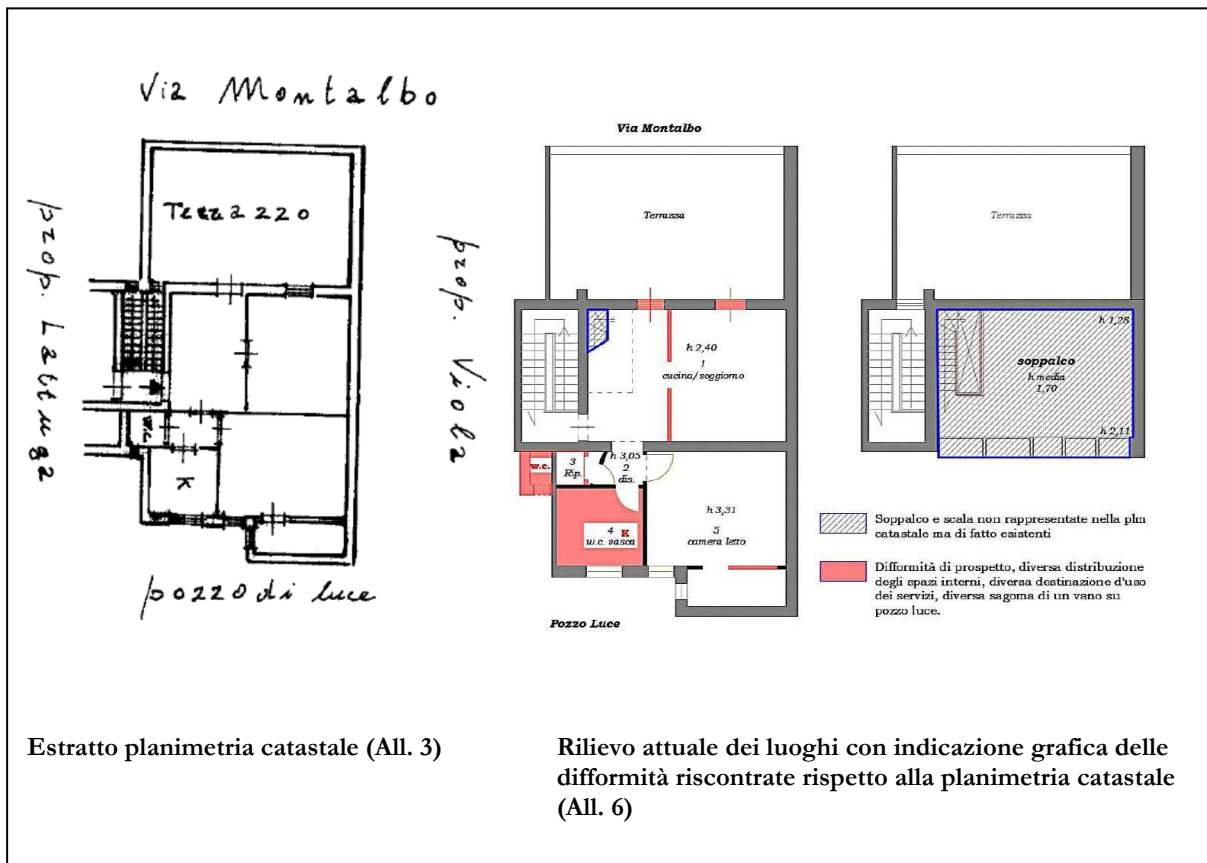 Via Montalbo
Terrazzo
prop. Lattuga
prop. Viola
w.c.
K
pozzo di luce
Via Montalbo
Terrazza
h 2,40
1
cucina/soggiorno
w.c.
3
Rip.
h 3,05
2
dis.
4 K
w.c. vasca
h 3,31
5
camera letto
Pozzo Luce
Terrazza
h 1,28
soppalco
h media
1,70
h 2,11
Soppalco e scala non rappresentate nella plm
catastale ma di fatto esistenti
Difformità di prospetto, diversa distribuzione
degli spazi interni, diversa destinazione d'uso
dei servizi, diversa sagoma di un vano su
pozzo luce.
Estratto planimetria catastale (All. 3)
Rilievo attuale dei luoghi con indicazione grafica delle
difformità riscontrate rispetto alla planimetria catastale
(All. 6)